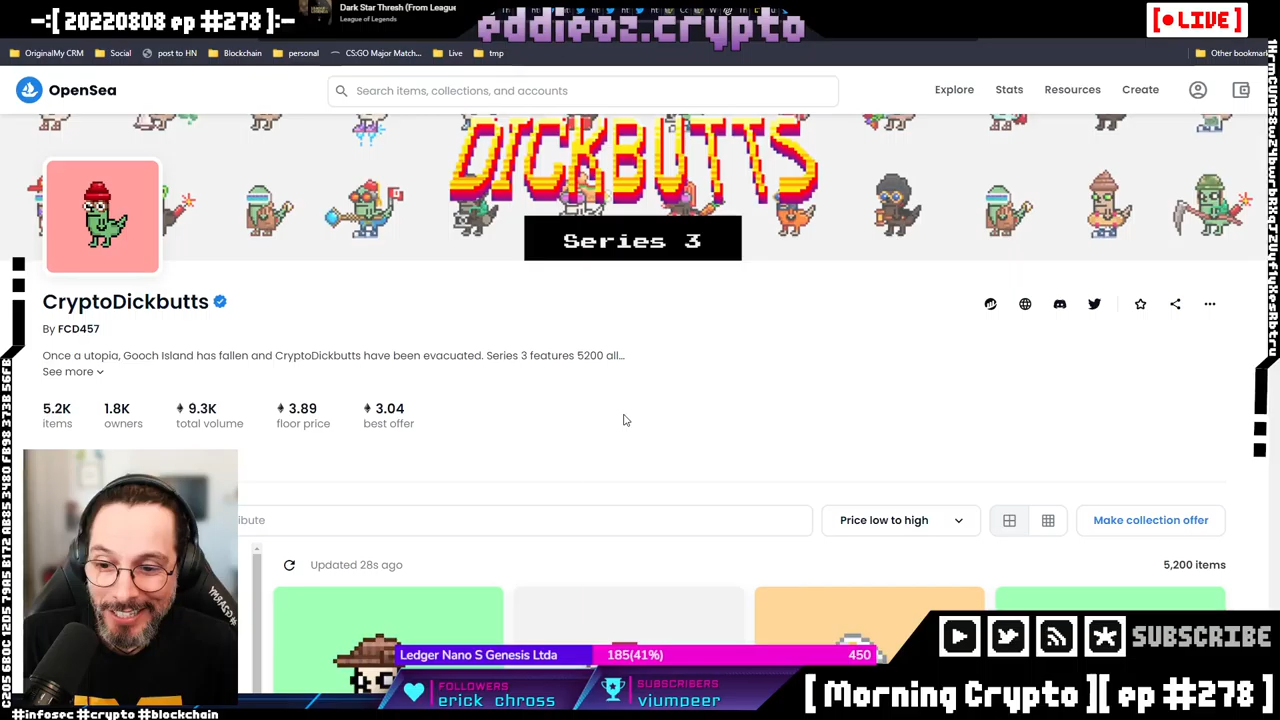 -:[ 20220808 ep #278 ]:-
Dark Star Thresh (From League
League of Legends
eddieoz.crypto
[ • LIVE ]
OriginalMy CRM
Social
post to HN
Blockchain
personal
CS:GO Major Match...
Live
tmp
Other bookmar
OpenSea
Search items, collections, and accounts
Explore
Stats
Resources
Create
DICKBUTTS
Series 3
CryptoDickbutts
By FCD457
Once a utopia, Gooch Island has fallen and CryptoDickbutts have been evacuated. Series 3 features 5200 all...
See more
5.2K
1.8K
9.3K
3.89
3.04
items
owners
total volume
floor price
best offer
ibute
Price low to high
Make collection offer
Updated 28s ago
5,200 items
Ledger Nano S Genesis Ltda
185(41%)
450
SUBSCRIBE
FOLLOWERS
erick chross
SUBSCRIBERS
viumpeer
[ Morning Crypto ][ ep #278 ]
#infosec #crypto #blockchain